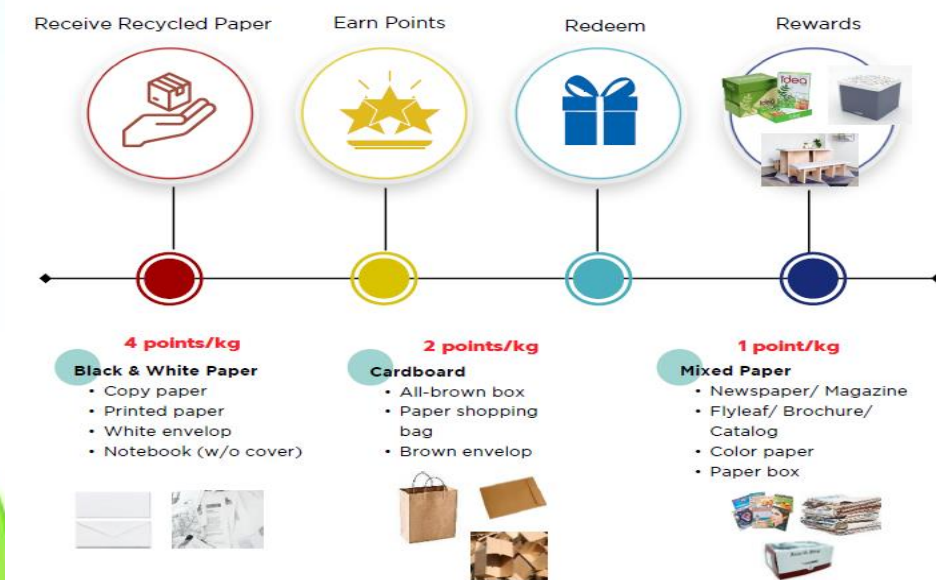 Receive Recycled Paper
Earn Points
Redeem
Rewards
Idea
Idea
4 points/kg
Black & White Paper
• Copy paper
• Printed paper
• White envelop
• Notebook (w/o cover)
2 points/kg
Cardboard
• All-brown box
• Paper shopping
bag
• Brown envelop
1 point/kg
Mixed Paper
• Newspaper/ Magazine
• Flyleaf/ Brochure/
Catalog
• Color paper
• Paper box